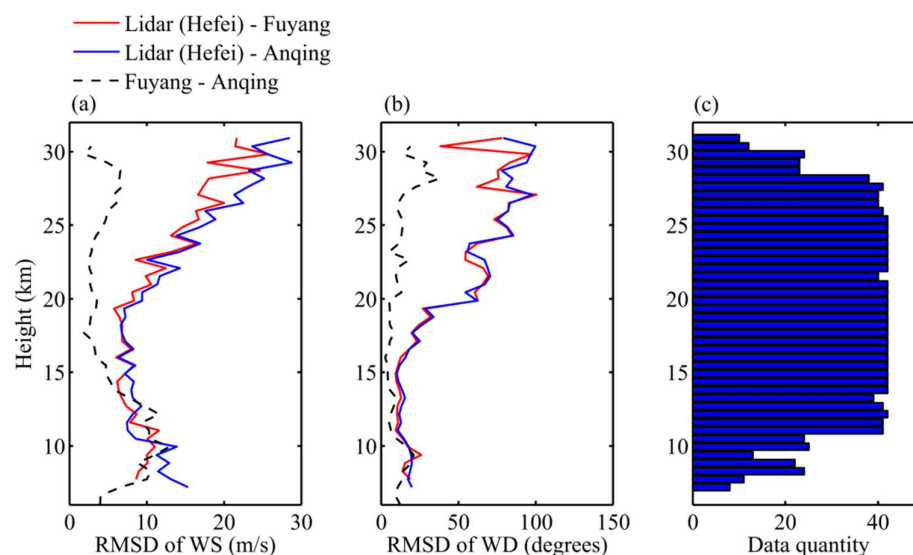 Lidar (Hefei) - Fuyang
Lidar (Hefei) - Anqing
Fuyang - Anqing
(a)
(b)
(c)
Height (km)
30
25
20
15
10
0 10 20 30
RMSD of WS (m/s)
30
25
20
15
10
0 50 100 150
RMSD of WD (degrees)
30
25
20
15
10
0 20 40
Data quantity